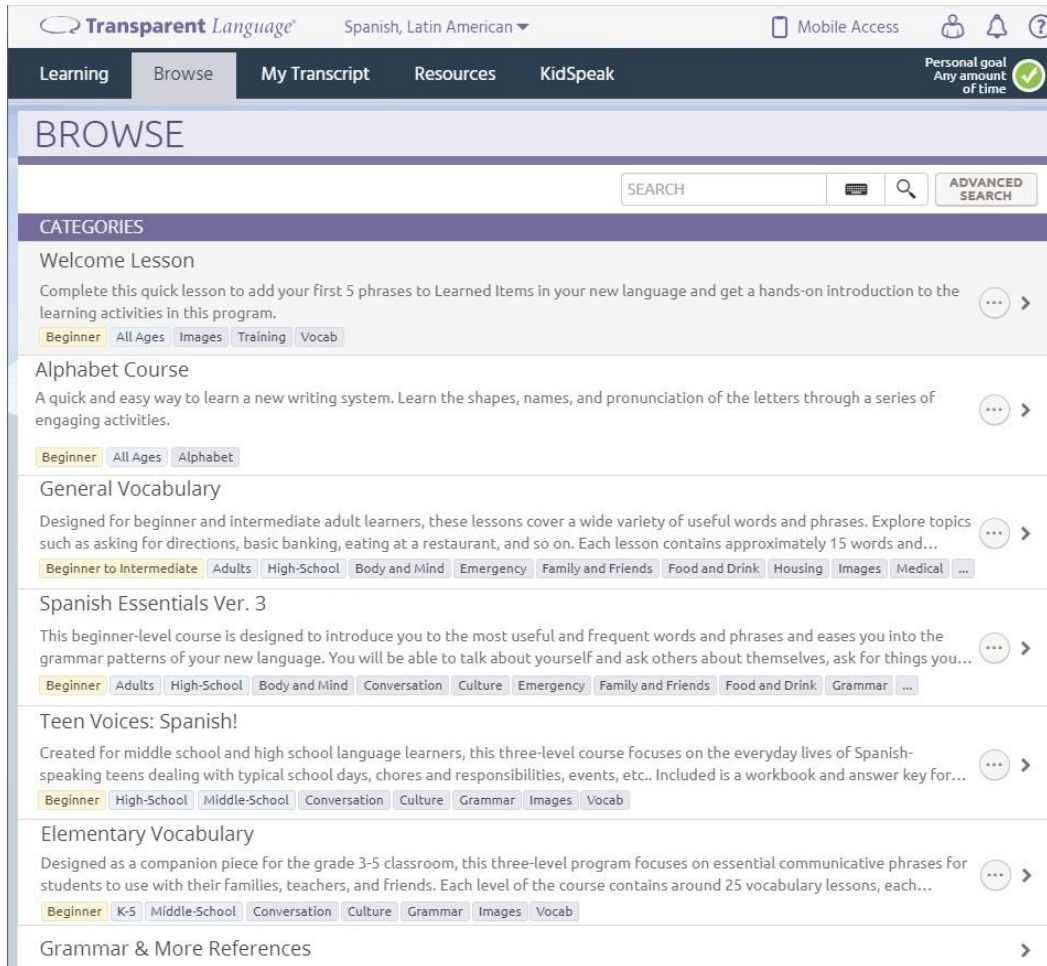 Transparent Language®
Spanish, Latin American
Mobile Access
?
Learning
Browse
My Transcript
Resources
KidSpeak
Personal goal
Any amount
of time
BROWSE
SEARCH
ADVANCED
SEARCH
CATEGORIES
Welcome Lesson
Complete this quick lesson to add your first 5 phrases to Learned Items in your new language and get a hands-on introduction to the
learning activities in this program.
Beginner All Ages Images Training Vocab
Alphabet Course
A quick and easy way to learn a new writing system. Learn the shapes, names, and pronunciation of the letters through a series of
engaging activities.
Beginner All Ages Alphabet
General Vocabulary
Designed for beginner and intermediate adult learners, these lessons cover a wide variety of useful words and phrases. Explore topics
such as asking for directions, basic banking, eating at a restaurant, and so on. Each lesson contains approximately 15 words and...
Beginner to Intermediate Adults High-School Body and Mind Emergency Family and Friends Food and Drink Housing Images Medical ...
Spanish Essentials Ver. 3
This beginner-level course is designed to introduce you to the most useful and frequent words and phrases and eases you into the
grammar patterns of your new language. You will be able to talk about yourself and ask others about themselves, ask for things you...
Beginner Adults High-School Body and Mind Conversation Culture Emergency Family and Friends Food and Drink Grammar ...
Teen Voices: Spanish!
Created for middle school and high school language learners, this three-level course focuses on the everyday lives of Spanish-
speaking teens dealing with typical school days, chores and responsibilities, events, etc.. Included is a workbook and answer key for...
Beginner High-School Middle-School Conversation Culture Grammar Images Vocab
Elementary Vocabulary
Designed as a companion piece for the grade 3-5 classroom, this three-level program focuses on essential communicative phrases for
students to use with their families, teachers, and friends. Each level of the course contains around 25 vocabulary lessons, each...
Beginner K-5 Middle-School Conversation Culture Grammar Images Vocab
Grammar & More References